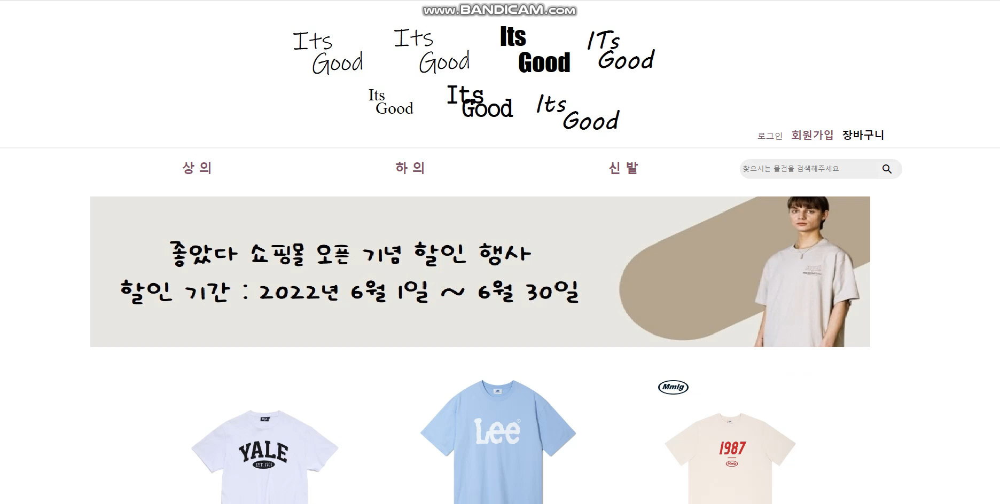 www.BANDICAM.com
Its
Good
Its
Good
Its
Good
ITs
Good
Its
Good
Its
Good
Its
Good
로그인 회원가입 장바구니
상 의 하 의 신 발 찾으시는 물건을 검색해주세요
좋았다 쇼핑몰 오픈 기념 할인 행사
할인 기간 : 2022년 6월 1일 ~ 6월 30일
Mmlg
YALE
YALE
EST. 1701
Lee
Lee®
1987
Mmlg